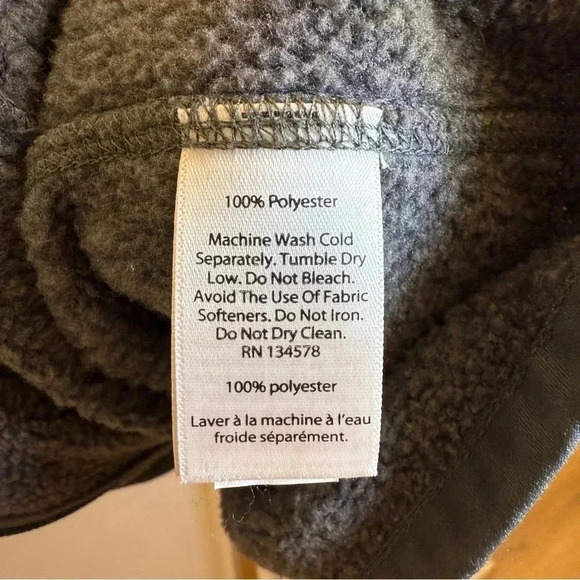 100% Polyester
Machine Wash Cold
Separately. Tumble Dry
Low. Do Not Bleach.
Avoid The Use Of Fabric
Softeners. Do Not Iron.
Do Not Dry Clean.
RN 134578
100% polyester
Laver à la machine à l'eau
froide séparément.